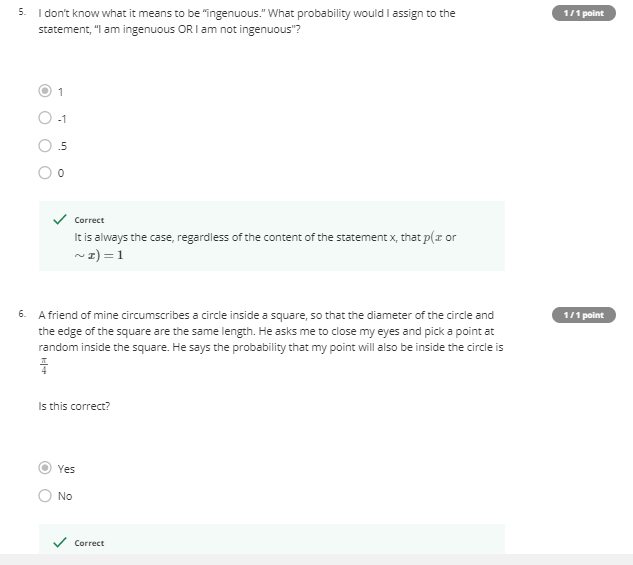 5. I don't know what it means to be "ingenuous." What probability would I assign to the
1 / 1 point
statement, "I am ingenuous OR I am not ingenuous"?
1
-1
.5
0
Correct
It is always the case, regardless of the content of the statement x, that p(x or
~ x) = 1
6. A friend of mine circumscribes a circle inside a square, so that the diameter of the circle and
1 / 1 point
the edge of the square are the same length. He asks me to close my eyes and pick a point at
random inside the square. He says the probability that my point will also be inside the circle is
π/4
Is this correct?
Yes
No
Correct